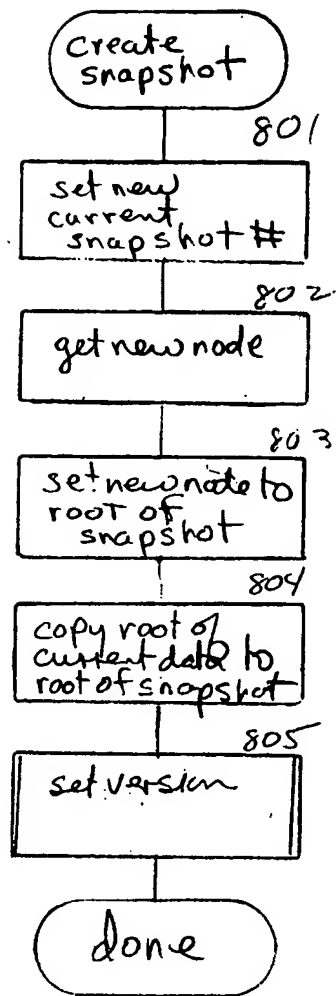 create
snapshot
801
set new
current
snapshot #
802
get new node
803
set new node to
root of
snapshot
804
copy root of
current data to
root of snapshot
805
set version
done